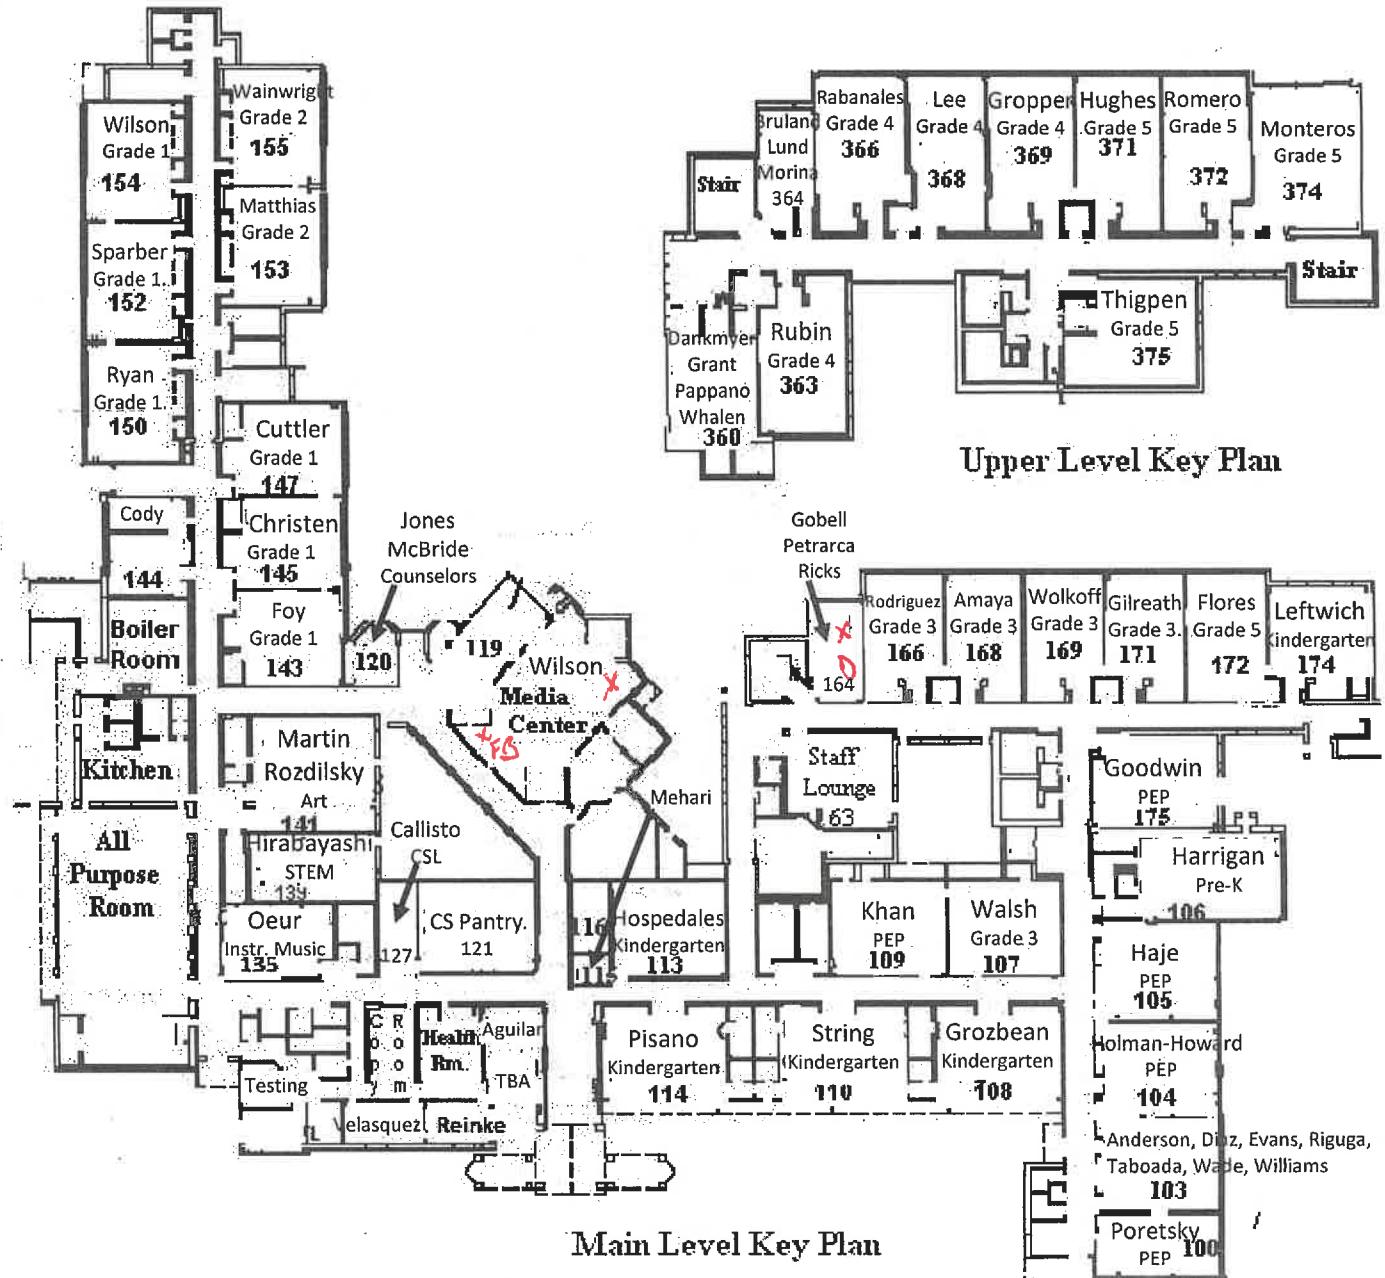 Wainwright
Grade 2
155
Wilson
Grade 1
154
Matthias
Grade 2
153
Sparber
Grade 1.
152
Ryan
Grade 1.
150
Cuttler
Grade 1
147
Christen
Grade 1
145
Foy
Grade 1
143
Cody
144
Boiler
Room
Kitchen
All
Purpose
Room
Jones
McBride
Counselors
120
119
Wilson
Media
Center
X
X FB
Mehari
Martin
Rozdilsky
Art
141
Hirabayashi
STEM
139
Oeur
Instr. Music
135
Callisto
CSL
127
CS Pantry.
121
116
115
Hospedales
Kindergarten
113
Copy
Room
Health
Rm.
Aguilar
TBA
Testing
Velasquez
Reinke
Pisano
Kindergarten
114
String
Kindergarten
110
Grozbean
Kindergarten
108
Rabanales
Grade 4
366
Lee
Grade 4
368
Gropper
Grade 4
369
Hughes
Grade 5
371
Romero
Grade 5
372
Monteros
Grade 5
374
Bruland
Lund
Morina
364
Stair
Stair
Dankmyer
Grant
Pappano
Whalen
360
Rubin
Grade 4
363
Thigpen
Grade 5
375
Upper Level Key Plan
Gobell
Petrarca
Ricks
X
O
164
Rodriguez
Grade 3
166
Amaya
Grade 3
168
Wolkoff
Grade 3
169
Gilreath
Grade 3.
171
Flores
Grade 5
172
Leftwich
Kindergarten
174
Staff
Lounge
63
Goodwin
PEP
175
Harrigan
Pre-K
106
Khan
PEP
109
Walsh
Grade 3
107
Haje
PEP
105
Holman-Howard
PEP
104
Anderson, Diaz, Evans, Riguga,
Taboada, Wade, Williams
103
Poretsky
PEP 100
Main Level Key Plan